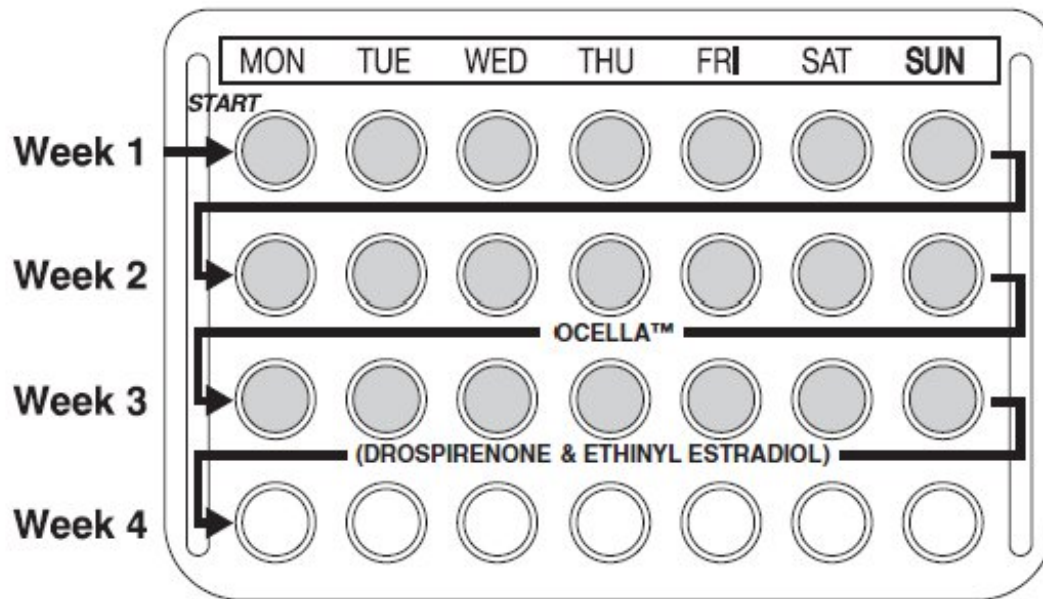 MON TUE WED THU FRI SAT SUN
START
Week 1
Week 2
OCELLA™
Week 3
(DROSPIRENONE & ETHINYL ESTRADIOL)
Week 4